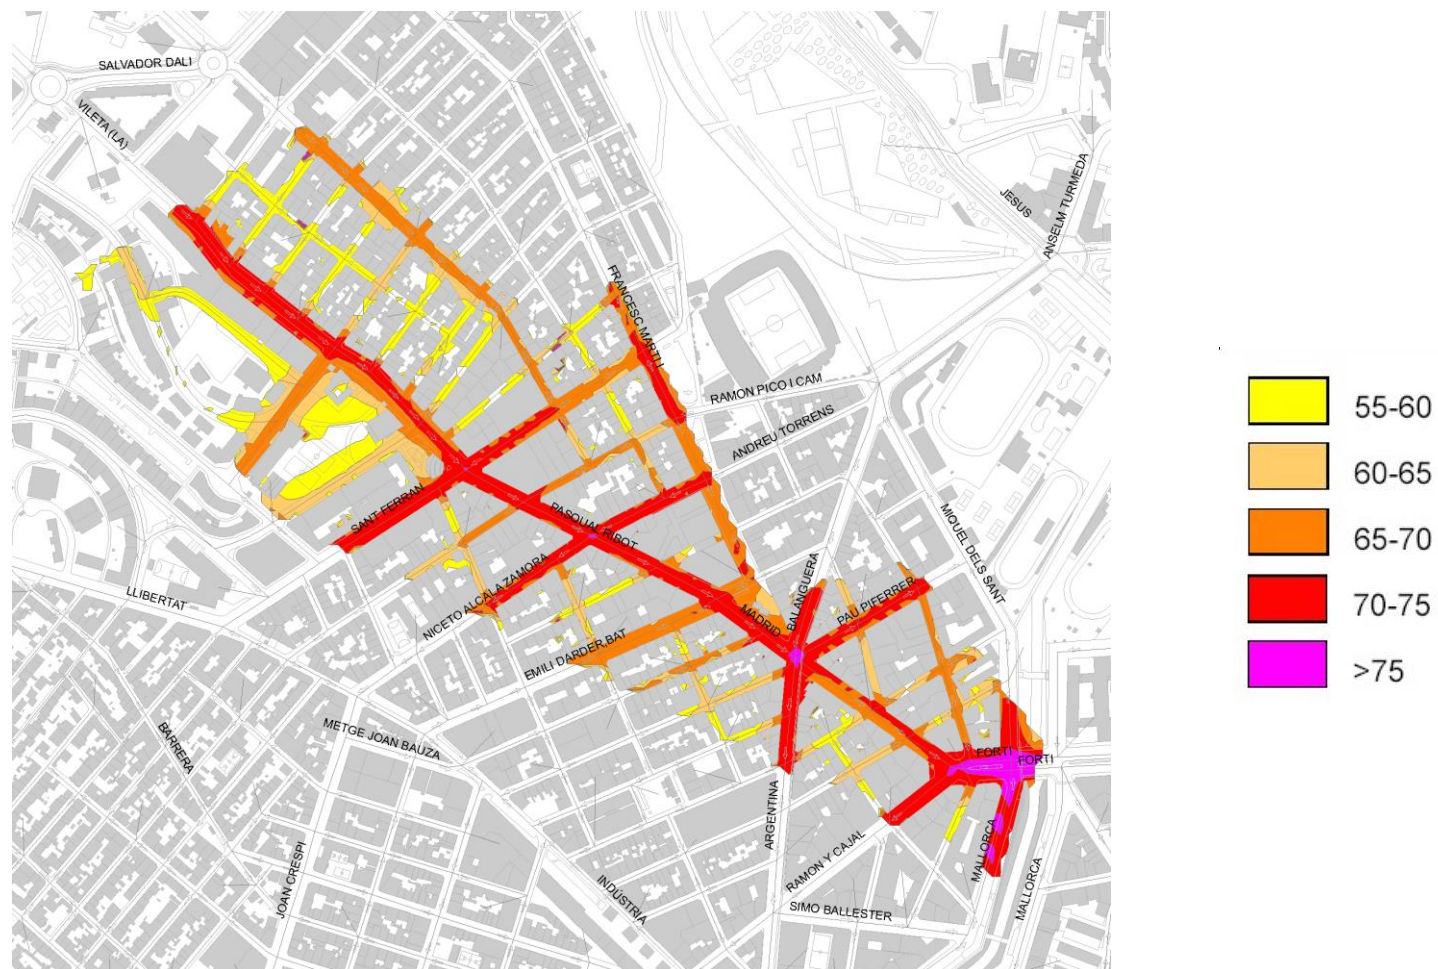 SALVADOR DALI
VILETA (LA)
JESUS
ANSELM TURMEDA
FRANCESC MARTI I
RAMON PICO I CAM
ANDREU TORRENS
MIQUEL DELS SANT
SANT FERRAN
PASQUAL RIBOT
NICETO ALCALA ZAMORA
LLIBERTAT
EMILI DARDER,BAT
MADRID
BALANGUERA
PAU PIFERRER
METGE JOAN BAUZA
BARRERA
FORTI
FORTI
ARGENTINA
RAMON Y CAJAL
MALLORCA
MALLORCA
JOAN CRESPI
INDÚSTRIA
SIMO BALLESTER
55-60
60-65
65-70
70-75
>75